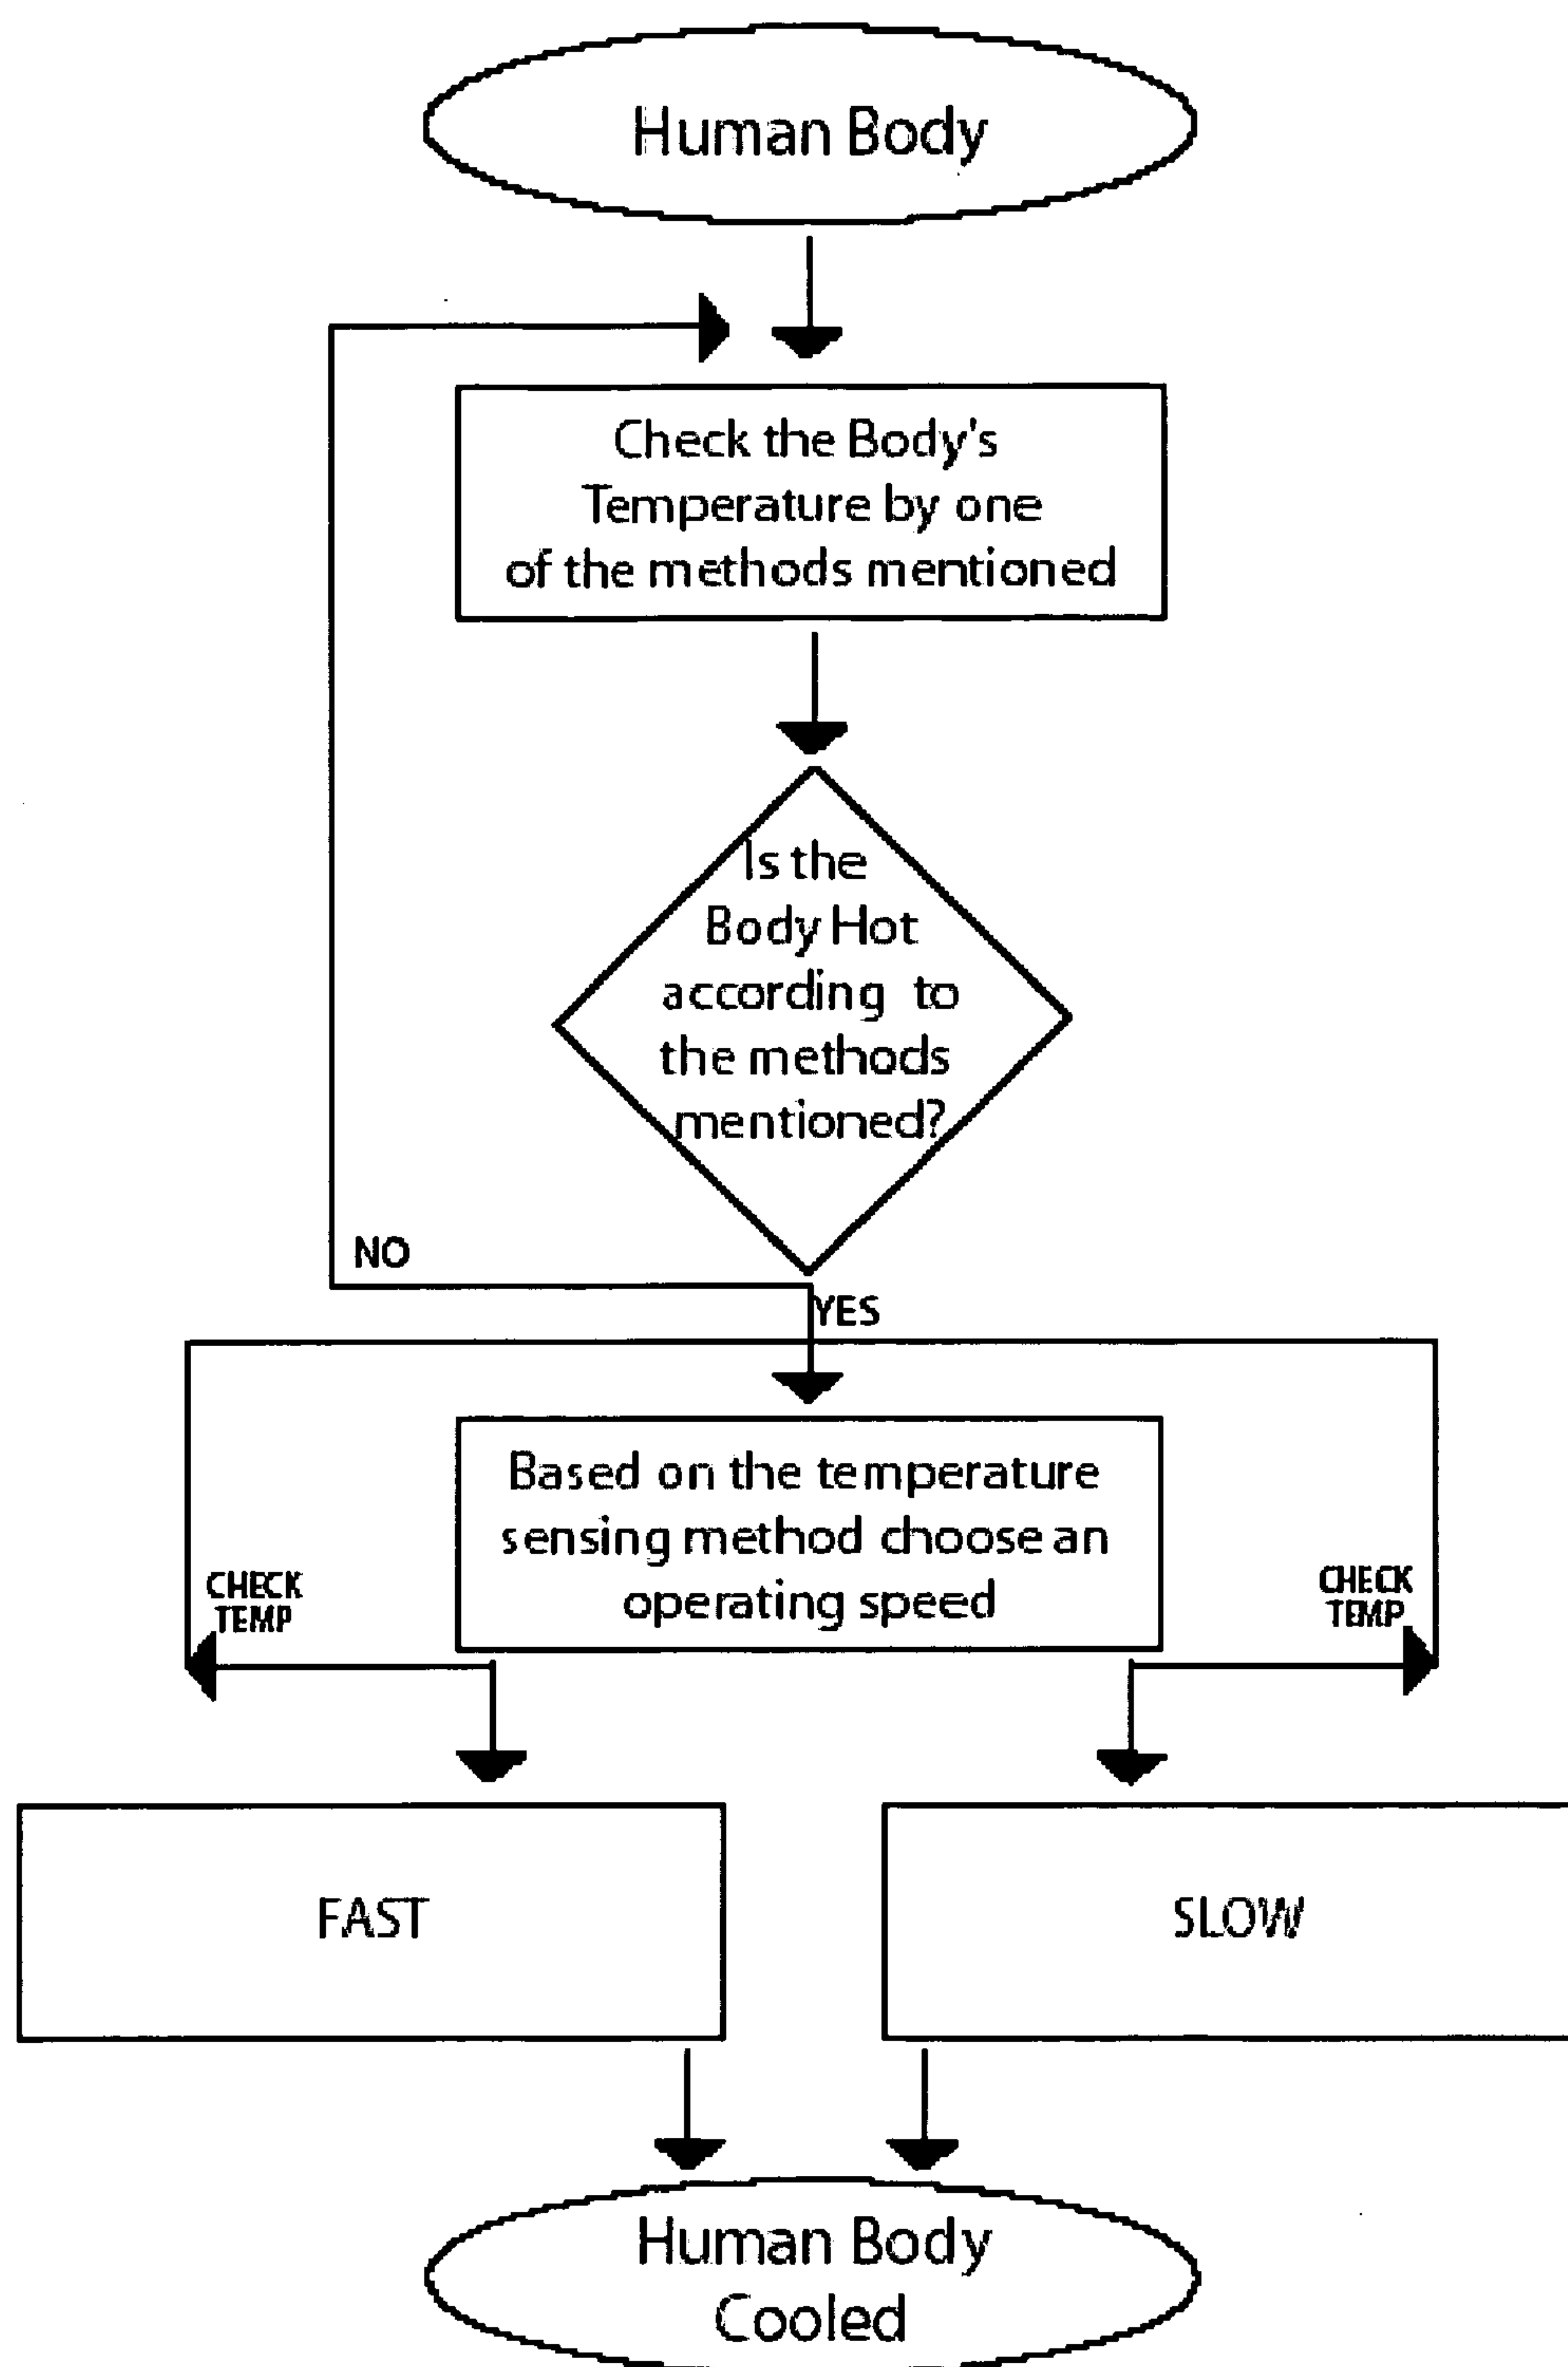 Human Body
Check the Body's
Temperature by one
of the methods mentioned
Is the
Body Hot
according to
the methods
mentioned?
NO
YES
Based on the temperature
sensing method choose an
operating speed
CHECK
TEMP
CHECK
TEMP
FAST
SLOW
Human Body
Cooled